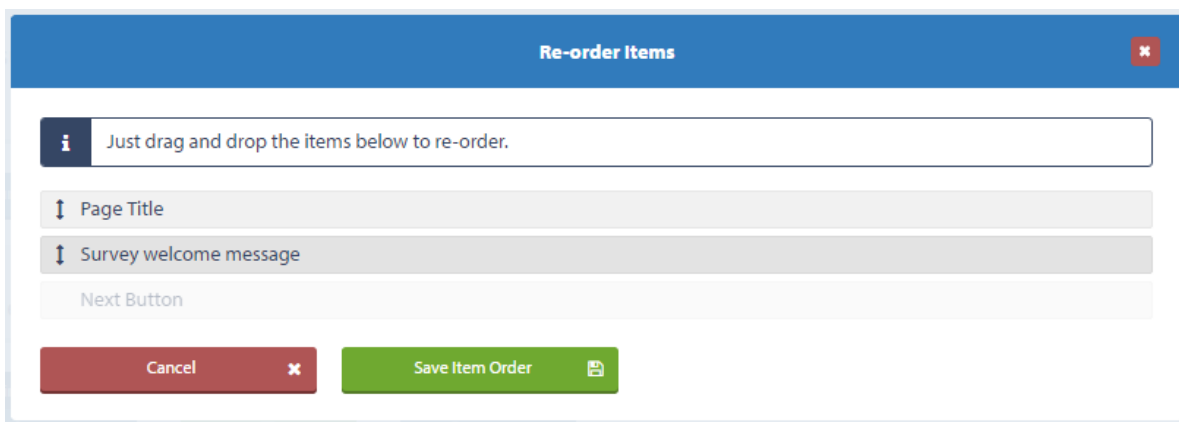 Re-order Items
Just drag and drop the items below to re-order.
Page Title
Survey welcome message
Next Button
Cancel
Save Item Order